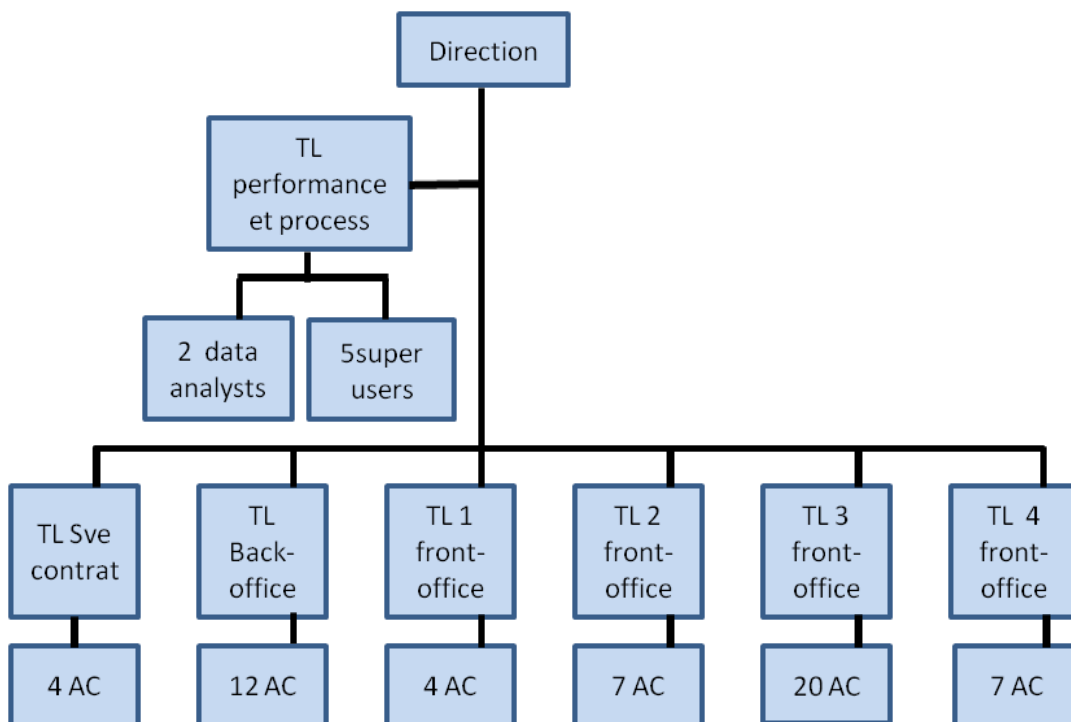 Direction
TL
performance
et process
2 data
analysts
5super
users
TL Sve
contrat
TL
Back-
office
TL 1
front-
office
TL 2
front-
office
TL 3
front-
office
TL 4
front-
office
4 AC
12 AC
4 AC
7 AC
20 AC
7 AC